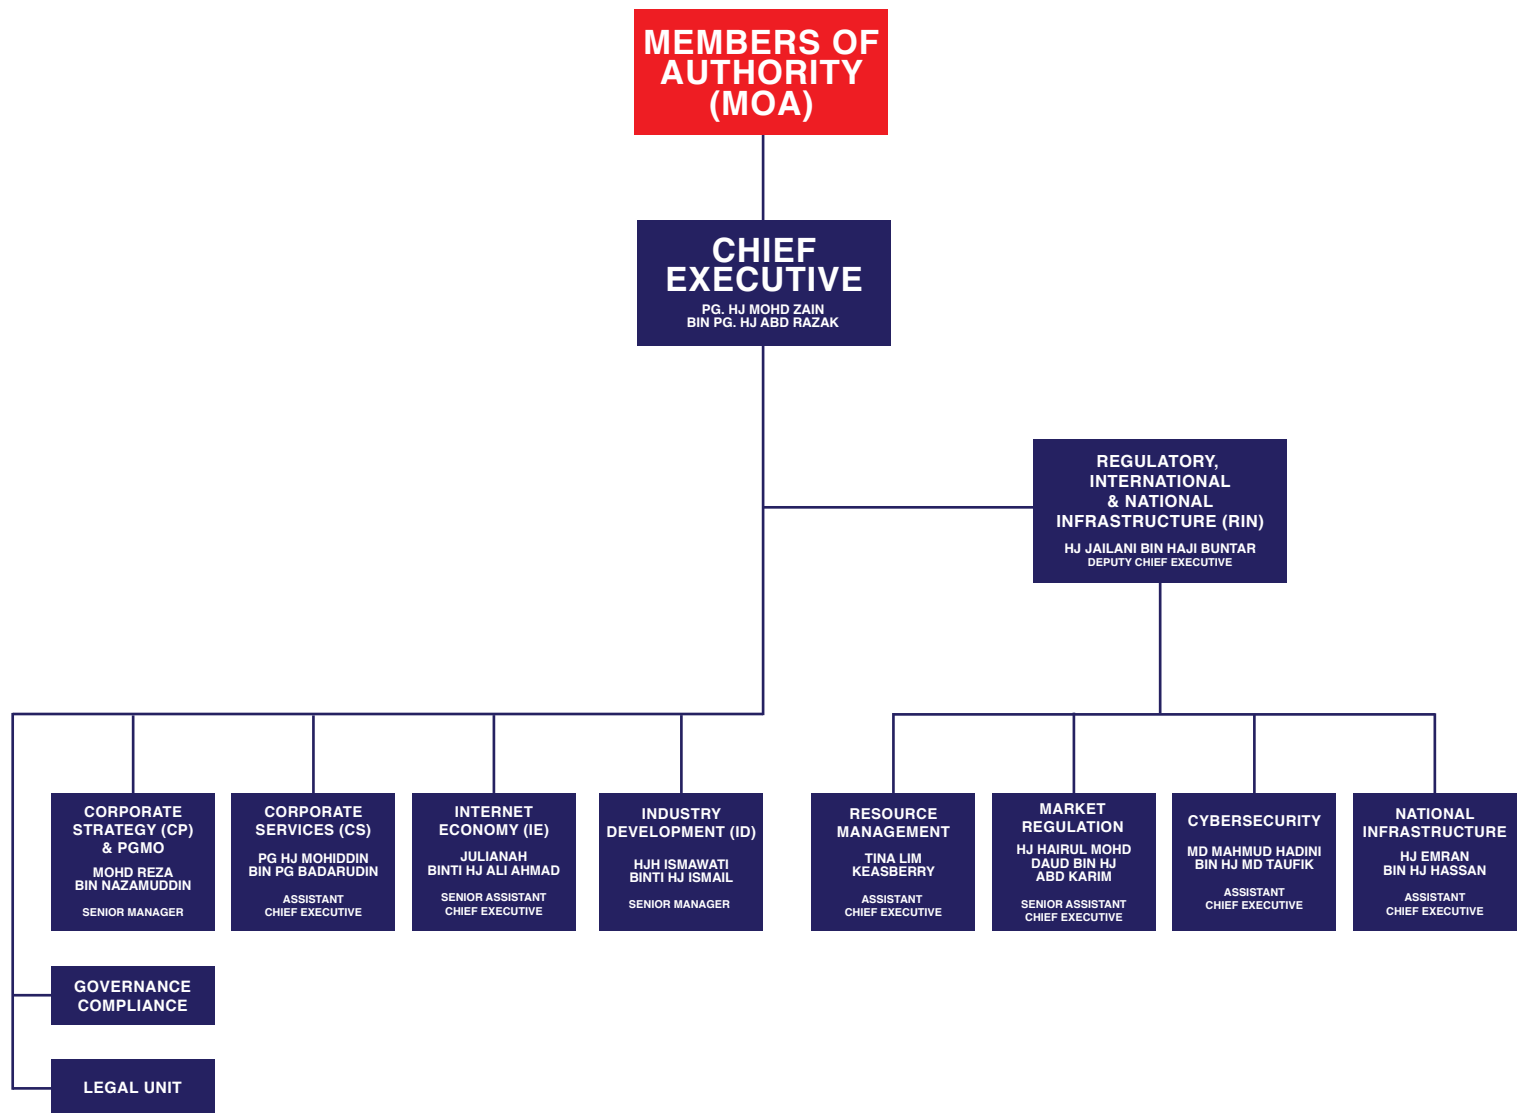 MEMBERS OF
AUTHORITY
(MOA)
CHIEF
EXECUTIVE
PG. HJ MOHD ZAIN
BIN PG. HJ ABD RAZAK
REGULATORY,
INTERNATIONAL
& NATIONAL
INFRASTRUCTURE (RIN)
HJ JAILANI BIN HAJI BUNTAR
DEPUTY CHIEF EXECUTIVE
CORPORATE
STRATEGY (CP)
& PGMO
MOHD REZA
BIN NAZAMUDDIN
SENIOR MANAGER
CORPORATE
SERVICES (CS)
PG HJ MOHIDDIN
BIN PG BADARUDIN
ASSISTANT
CHIEF EXECUTIVE
INTERNET
ECONOMY (IE)
JULIANAH
BINTI HJ ALI AHMAD
SENIOR ASSISTANT
CHIEF EXECUTIVE
INDUSTRY
DEVELOPMENT (ID)
HJH ISMAWATI
BINTI HJ ISMAIL
SENIOR MANAGER
RESOURCE
MANAGEMENT
TINA LIM
KEASBERRY
ASSISTANT
CHIEF EXECUTIVE
MARKET
REGULATION
HJ HAIRUL MOHD
DAUD BIN HJ
ABD KARIM
SENIOR ASSISTANT
CHIEF EXECUTIVE
CYBERSECURITY
MD MAHMUD HADINI
BIN HJ MD TAUFIK
ASSISTANT
CHIEF EXECUTIVE
NATIONAL
INFRASTRUCTURE
HJ EMRAN
BIN HJ HASSAN
ASSISTANT
CHIEF EXECUTIVE
GOVERNANCE
COMPLIANCE
LEGAL UNIT